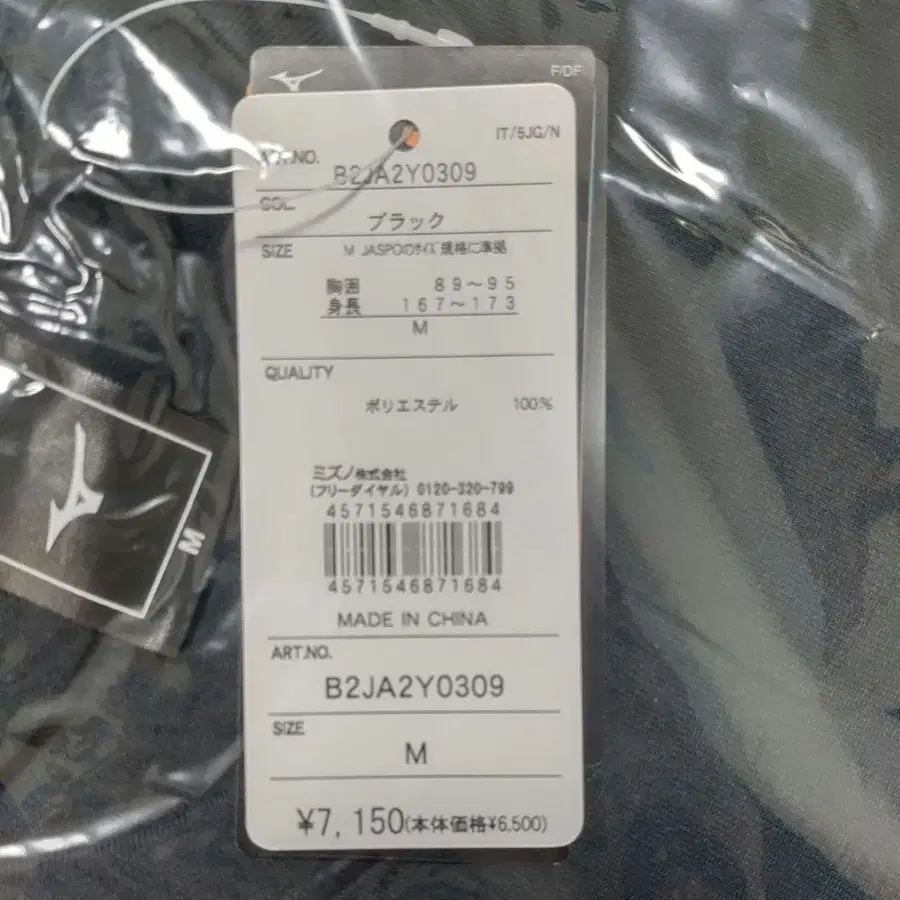 F/DF
IT/5JG/N
ART.NO.
B2JA2Y0309
COL.
ブラック
SIZE
M JASPOのサイズ規格に準拠
胸囲 89～95
身長 167～173
M
QUALITY
ポリエステル 100%
ミズノ株式会社
(フリーダイヤル) 0120-320-799
4571546871684
4571546871684
MADE IN CHINA
ART.NO.
B2JA2Y0309
SIZE
M
¥7,150(本体価格¥6,500)
M